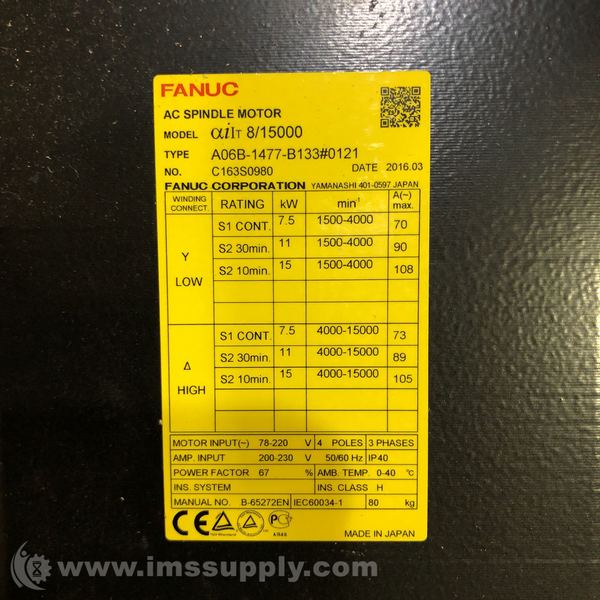 FANUC
AC SPINDLE MOTOR
MODEL αiIT 8/15000
TYPE A06B-1477-B133#0121
NO. C163S0980 DATE 2016.03
FANUC CORPORATION YAMANASHI 401-0597 JAPAN
WINDING CONNECT. RATING kW min⁻¹ A(~) max.
Y LOW
S1 CONT. 7.5 1500-4000 70
S2 30min. 11 1500-4000 90
S2 10min. 15 1500-4000 108
Δ HIGH
S1 CONT. 7.5 4000-15000 73
S2 30min. 11 4000-15000 89
S2 10min. 15 4000-15000 105
MOTOR INPUT(~) 78-220 V 4 POLES 3 PHASES
AMP. INPUT 200-230 V 50/60 Hz IP40
POWER FACTOR 67 % AMB. TEMP. 0-40 ℃
INS. SYSTEM INS. CLASS H
MANUAL NO. B-65272EN IEC60034-1 80 kg
CE
MADE IN JAPAN
www.imssupply.com